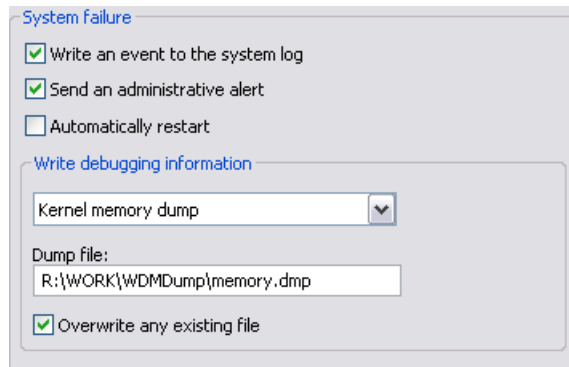 System failure
Write an event to the system log
Send an administrative alert
Automatically restart
Write debugging information
Kernel memory dump
Dump file:
R:\WORK\WDMDump\memory.dmp
Overwrite any existing file